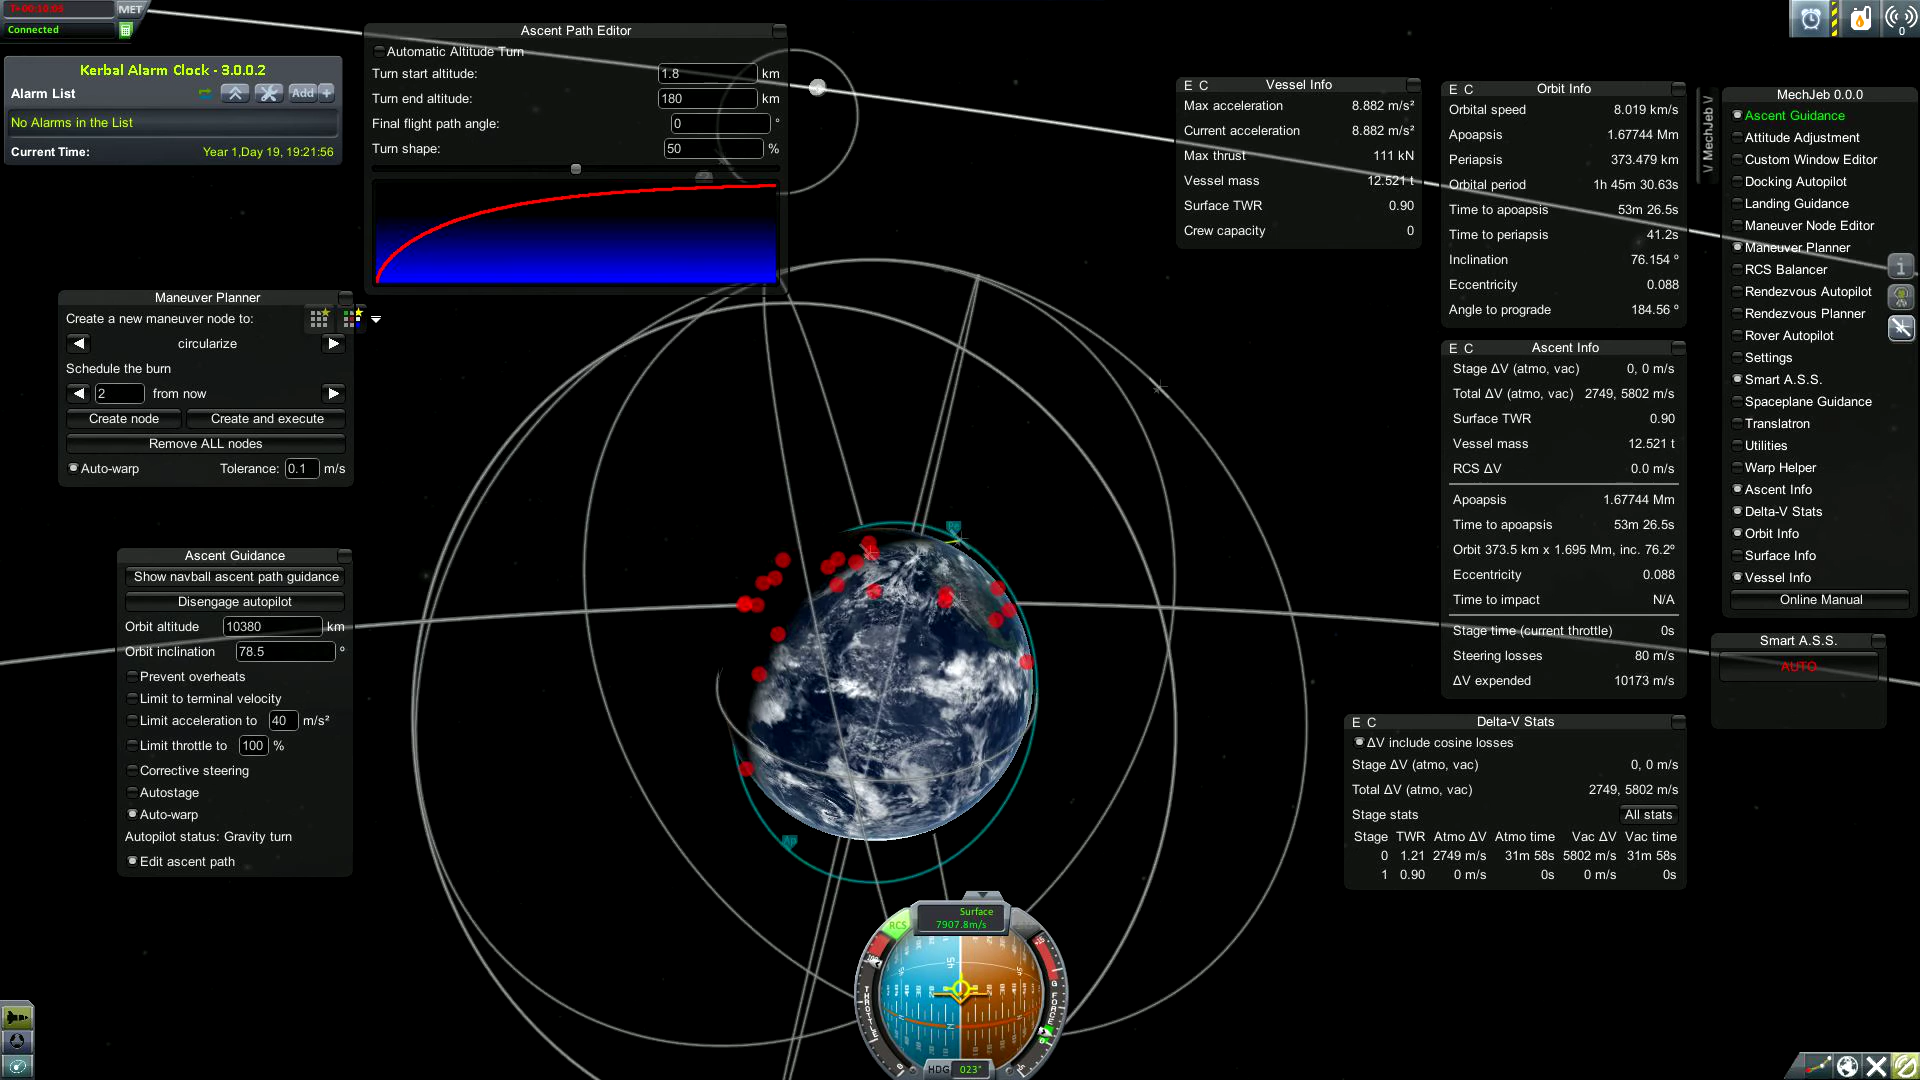 T+00:10:05 MET
Connected
Kerbal Alarm Clock - 3.0.0.2
Alarm List Add +
No Alarms in the List
Current Time: Year 1,Day 19, 19:21:56
Ascent Path Editor
Automatic Altitude Turn
Turn start altitude: 1.8 km
Turn end altitude: 180 km
Final flight path angle: 0 °
Turn shape: 50 %
Maneuver Planner
Create a new maneuver node to:
circularize
Schedule the burn
2 from now
Create node Create and execute
Remove ALL nodes
Auto-warp Tolerance: 0.1 m/s
Ascent Guidance
Show navball ascent path guidance
Disengage autopilot
Orbit altitude 10380 km
Orbit inclination 78.5 °
Prevent overheats
Limit to terminal velocity
Limit acceleration to 40 m/s²
Limit throttle to 100 %
Corrective steering
Autostage
Auto-warp
Autopilot status: Gravity turn
Edit ascent path
E C Vessel Info
Max acceleration 8.882 m/s²
Current acceleration 8.882 m/s²
Max thrust 111 kN
Vessel mass 12.521 t
Surface TWR 0.90
Crew capacity 0
E C Orbit Info
Orbital speed 8.019 km/s
Apoapsis 1.67744 Mm
Periapsis 373.479 km
Orbital period 1h 45m 30.63s
Time to apoapsis 53m 26.5s
Time to periapsis 41.2s
Inclination 76.154 º
Eccentricity 0.088
Angle to prograde 184.56 º
E C Ascent Info
Stage ΔV (atmo, vac) 0, 0 m/s
Total ΔV (atmo, vac) 2749, 5802 m/s
Surface TWR 0.90
Vessel mass 12.521 t
RCS ΔV 0.0 m/s
Apoapsis 1.67744 Mm
Time to apoapsis 53m 26.5s
Orbit 373.5 km x 1.695 Mm, inc. 76.2º
Eccentricity 0.088
Time to impact N/A
Stage time (current throttle) 0s
Steering losses 80 m/s
ΔV expended 10173 m/s
E C Delta-V Stats
ΔV include cosine losses
Stage ΔV (atmo, vac) 0, 0 m/s
Total ΔV (atmo, vac) 2749, 5802 m/s
Stage stats All stats
Stage TWR Atmo ΔV Atmo time Vac ΔV Vac time
0 1.21 2749 m/s 31m 58s 5802 m/s 31m 58s
1 0.90 0 m/s 0s 0 m/s 0s
0
V MechJeb V
MechJeb 0.0.0
Ascent Guidance
Attitude Adjustment
Custom Window Editor
Docking Autopilot
Landing Guidance
Maneuver Node Editor
Maneuver Planner
RCS Balancer
Rendezvous Autopilot
Rendezvous Planner
Rover Autopilot
Settings
Smart A.S.S.
Spaceplane Guidance
Translatron
Utilities
Warp Helper
Ascent Info
Delta-V Stats
Orbit Info
Surface Info
Vessel Info
Online Manual
Smart A.S.S.
AUTO
Pe
Ap
Surface
7907.8m/s
RCS
THROTTLE
G FORCE
45
N
HDG 023°